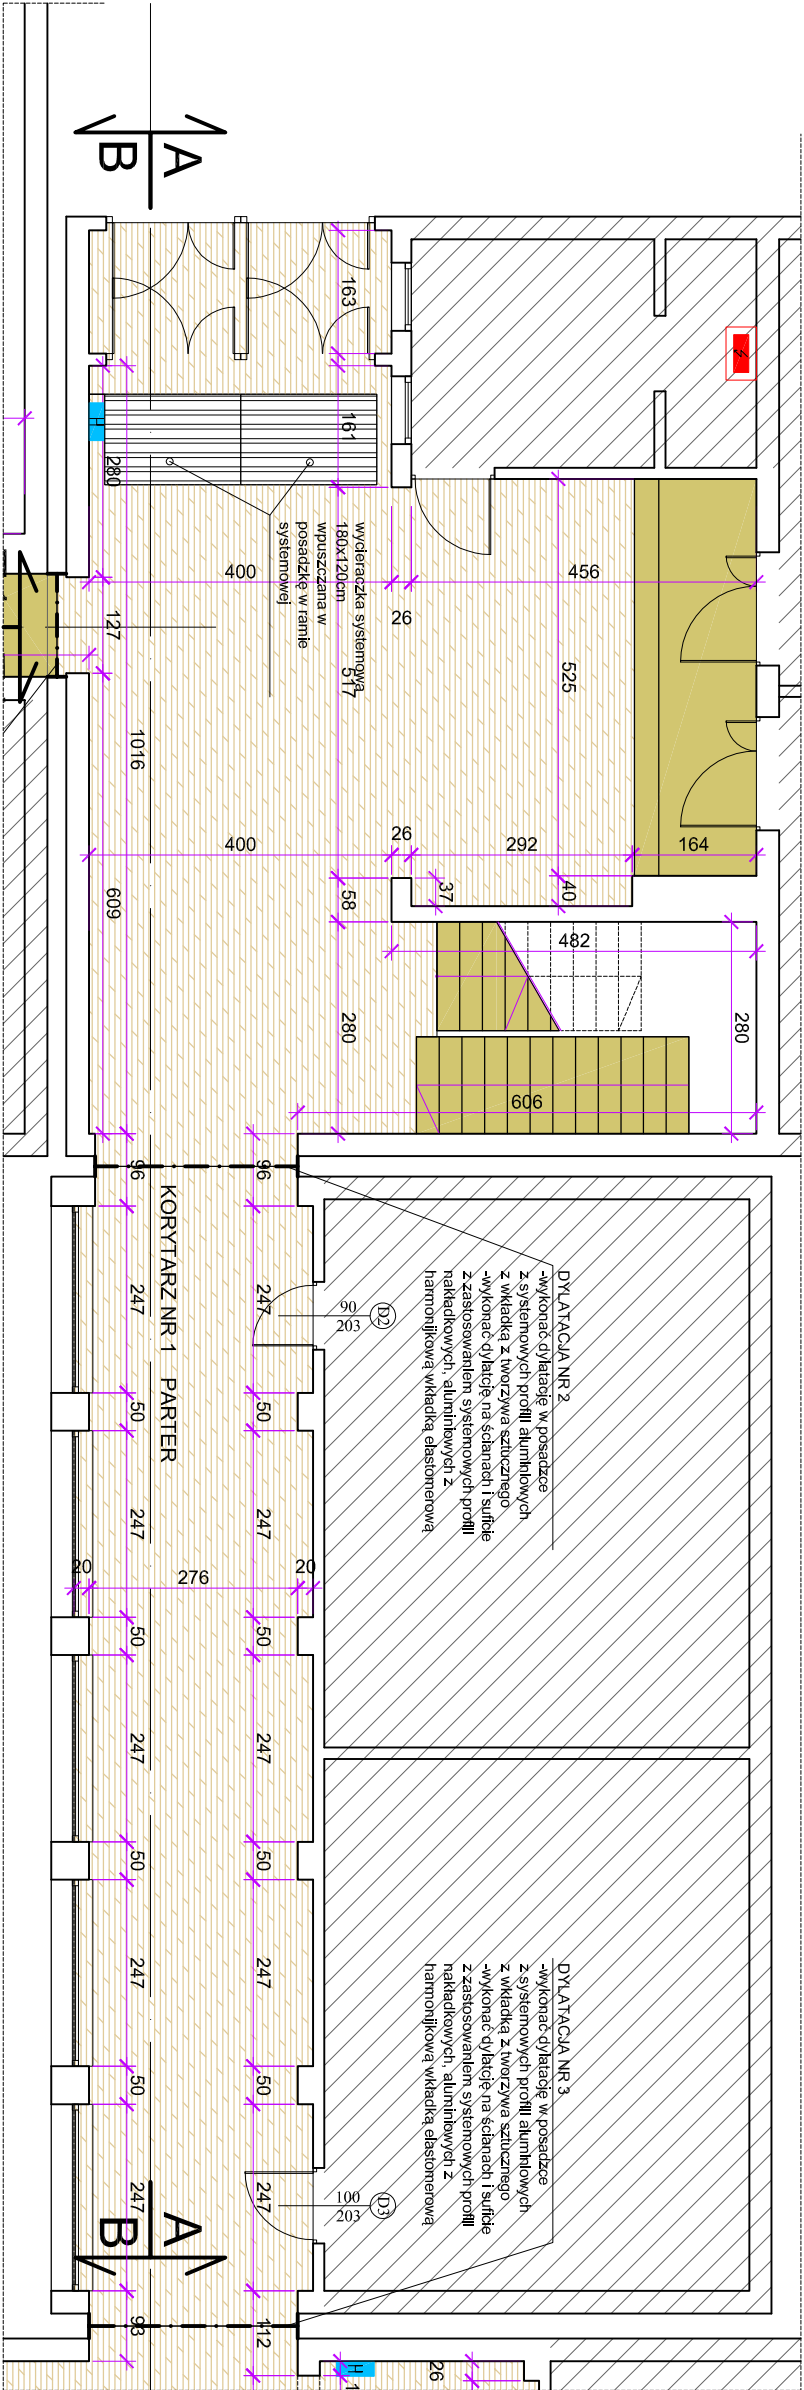 A
B
163
161
H
280
wycieraczka systemowa
180x120cm
wpuszczana w
posadzkę w ramie
systemowej
400
26
456
127
517
525
1016
400
26
292
164
609
58
37
40
482
280
280
606
96
96
KORYTARZ NR 1 PARTER
DYLATACJA NR 2
-wykonać dylatację w posadzce
z systemowych profili aluminiowych
z wkładką z tworzywa sztucznego
-wykonać dylatcję na ścianach i suficie
z zastosowaniem systemowych profili
nakładkowych, aluminiowych z
harmonijkową wkładką elastomerową
247
247
D2
90
203
50
50
247
247
20
276
20
50
50
247
247
50
50
247
247
50
50
DYLATACJA NR 3
-wykonać dylatację w posadzce
z systemowych profili aluminiowych
z wkładką z tworzywa sztucznego
-wykonać dylatcję na ścianach i suficie
z zastosowaniem systemowych profili
nakładkowych, aluminiowych z
harmonijkową wkładką elastomerową
247
247
D3
100
203
A
B
93
112
H
26